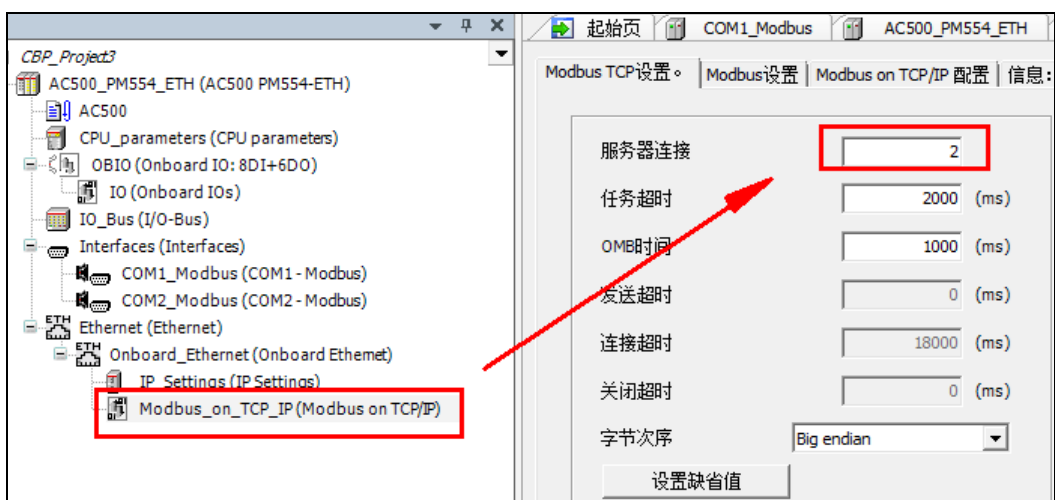 CBP_Project3
AC500_PM554_ETH (AC500 PM554-ETH)
AC500
CPU_parameters (CPU parameters)
OBIO (Onboard IO: 8DI+6DO)
IO (Onboard IOs)
IO_Bus (I/O-Bus)
Interfaces (Interfaces)
COM1_Modbus (COM1 - Modbus)
COM2_Modbus (COM2 - Modbus)
ETH Ethernet (Ethernet)
ETH Onboard_Ethernet (Onboard Ethernet)
IP_Settings (IP Settings)
Modbus_on_TCP_IP (Modbus on TCP/IP)
起始页 COM1_Modbus AC500_PM554_ETH
Modbus TCP设置。 Modbus设置 Modbus on TCP/IP 配置 信息:
服务器连接 2
任务超时 2000 (ms)
OMB时间 1000 (ms)
发送超时 0 (ms)
连接超时 18000 (ms)
关闭超时 0 (ms)
字节次序 Big endian
设置缺省值